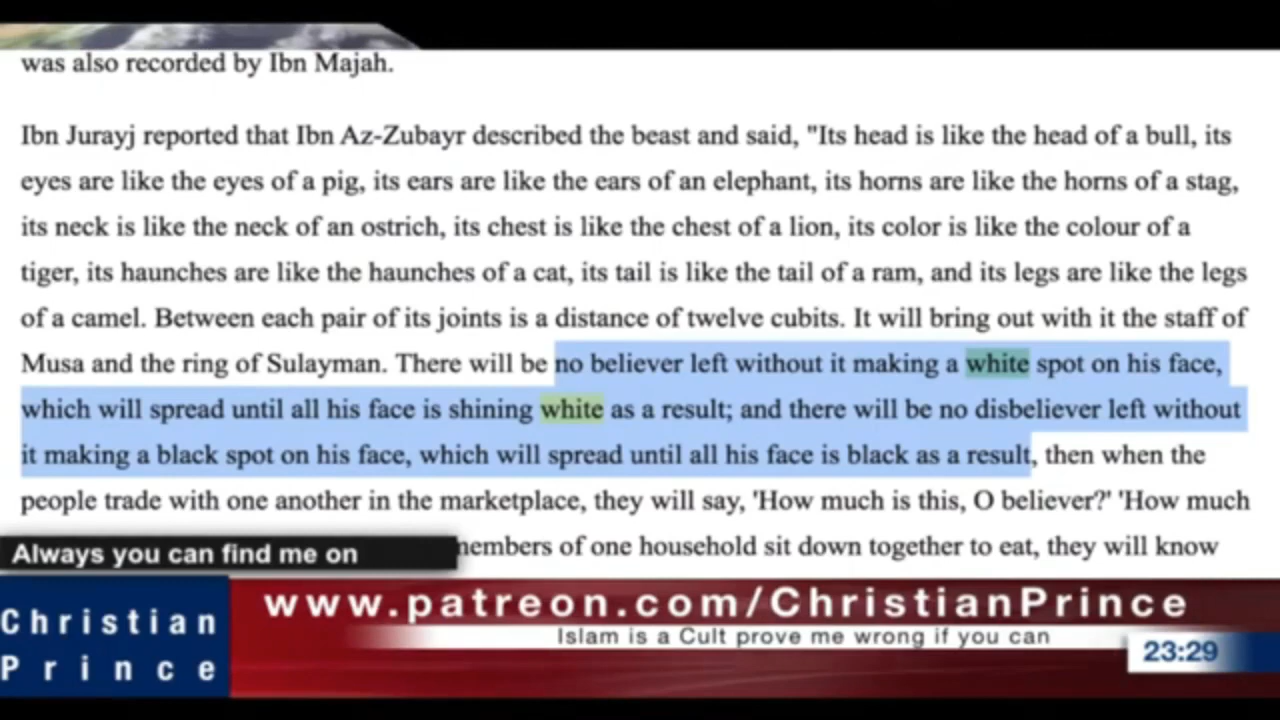 was also recorded by Ibn Majah.
Ibn Jurayj reported that Ibn Az-Zubayr described the beast and said, "Its head is like the head of a bull, its
eyes are like the eyes of a pig, its ears are like the ears of an elephant, its horns are like the horns of a stag,
its neck is like the neck of an ostrich, its chest is like the chest of a lion, its color is like the colour of a
tiger, its haunches are like the haunches of a cat, its tail is like the tail of a ram, and its legs are like the legs
of a camel. Between each pair of its joints is a distance of twelve cubits. It will bring out with it the staff of
Musa and the ring of Sulayman. There will be no believer left without it making a white spot on his face,
which will spread until all his face is shining white as a result; and there will be no disbeliever left without
it making a black spot on his face, which will spread until all his face is black as a result, then when the
people trade with one another in the marketplace, they will say, 'How much is this, O believer?' 'How much
of one household sit down together to eat, they will know
Always you can find me on
Christian
Prince
www.patreon.com/ChristianPrince
Islam is a Cult prove me wrong if you can
23:29